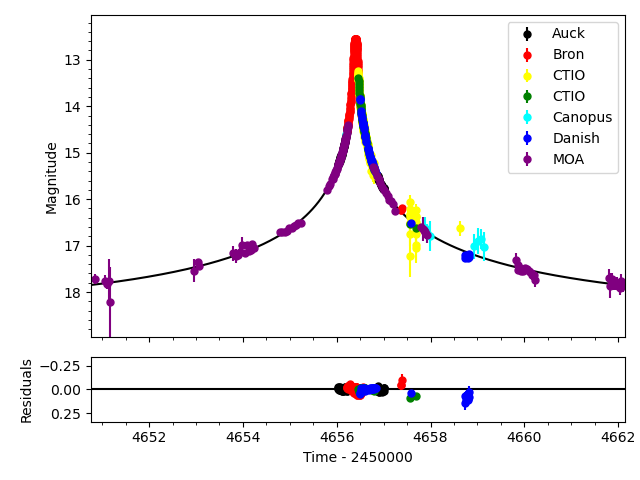 13
14
15
16
17
18
Magnitude
Auck
Bron
CTIO
CTIO
Canopus
Danish
MOA
−0.25
0.00
0.25
Residuals
4652
4654
4656
4658
4660
4662
Time - 2450000